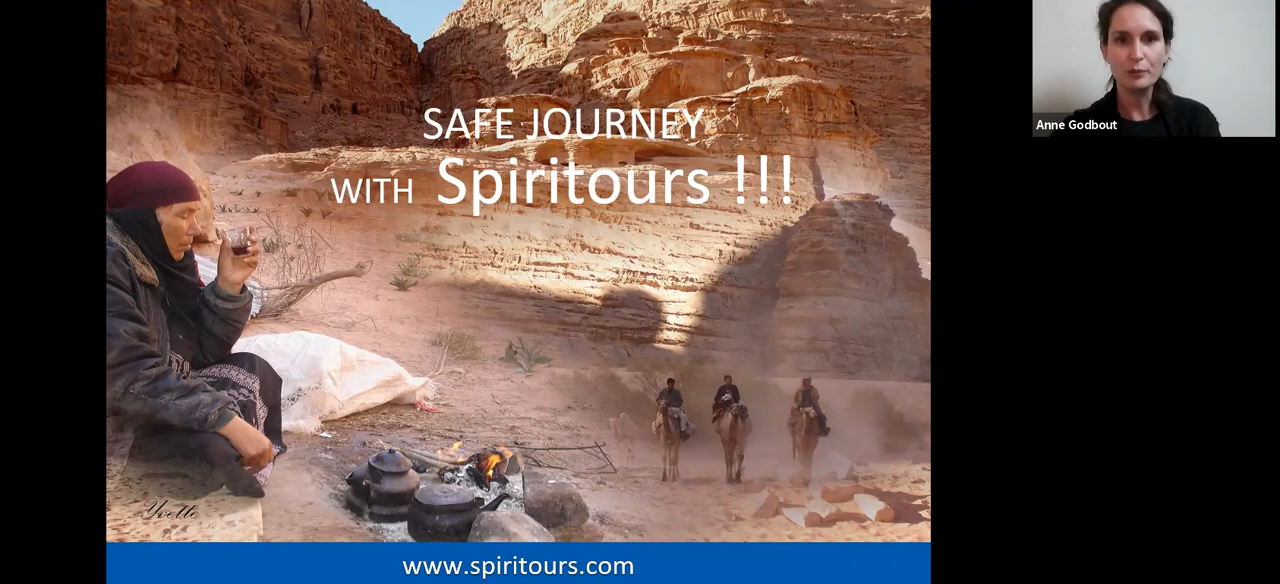 SAFE JOURNEY
WITH Spiritours !!!
Anne Godbout
Yvette
www.spiritours.com